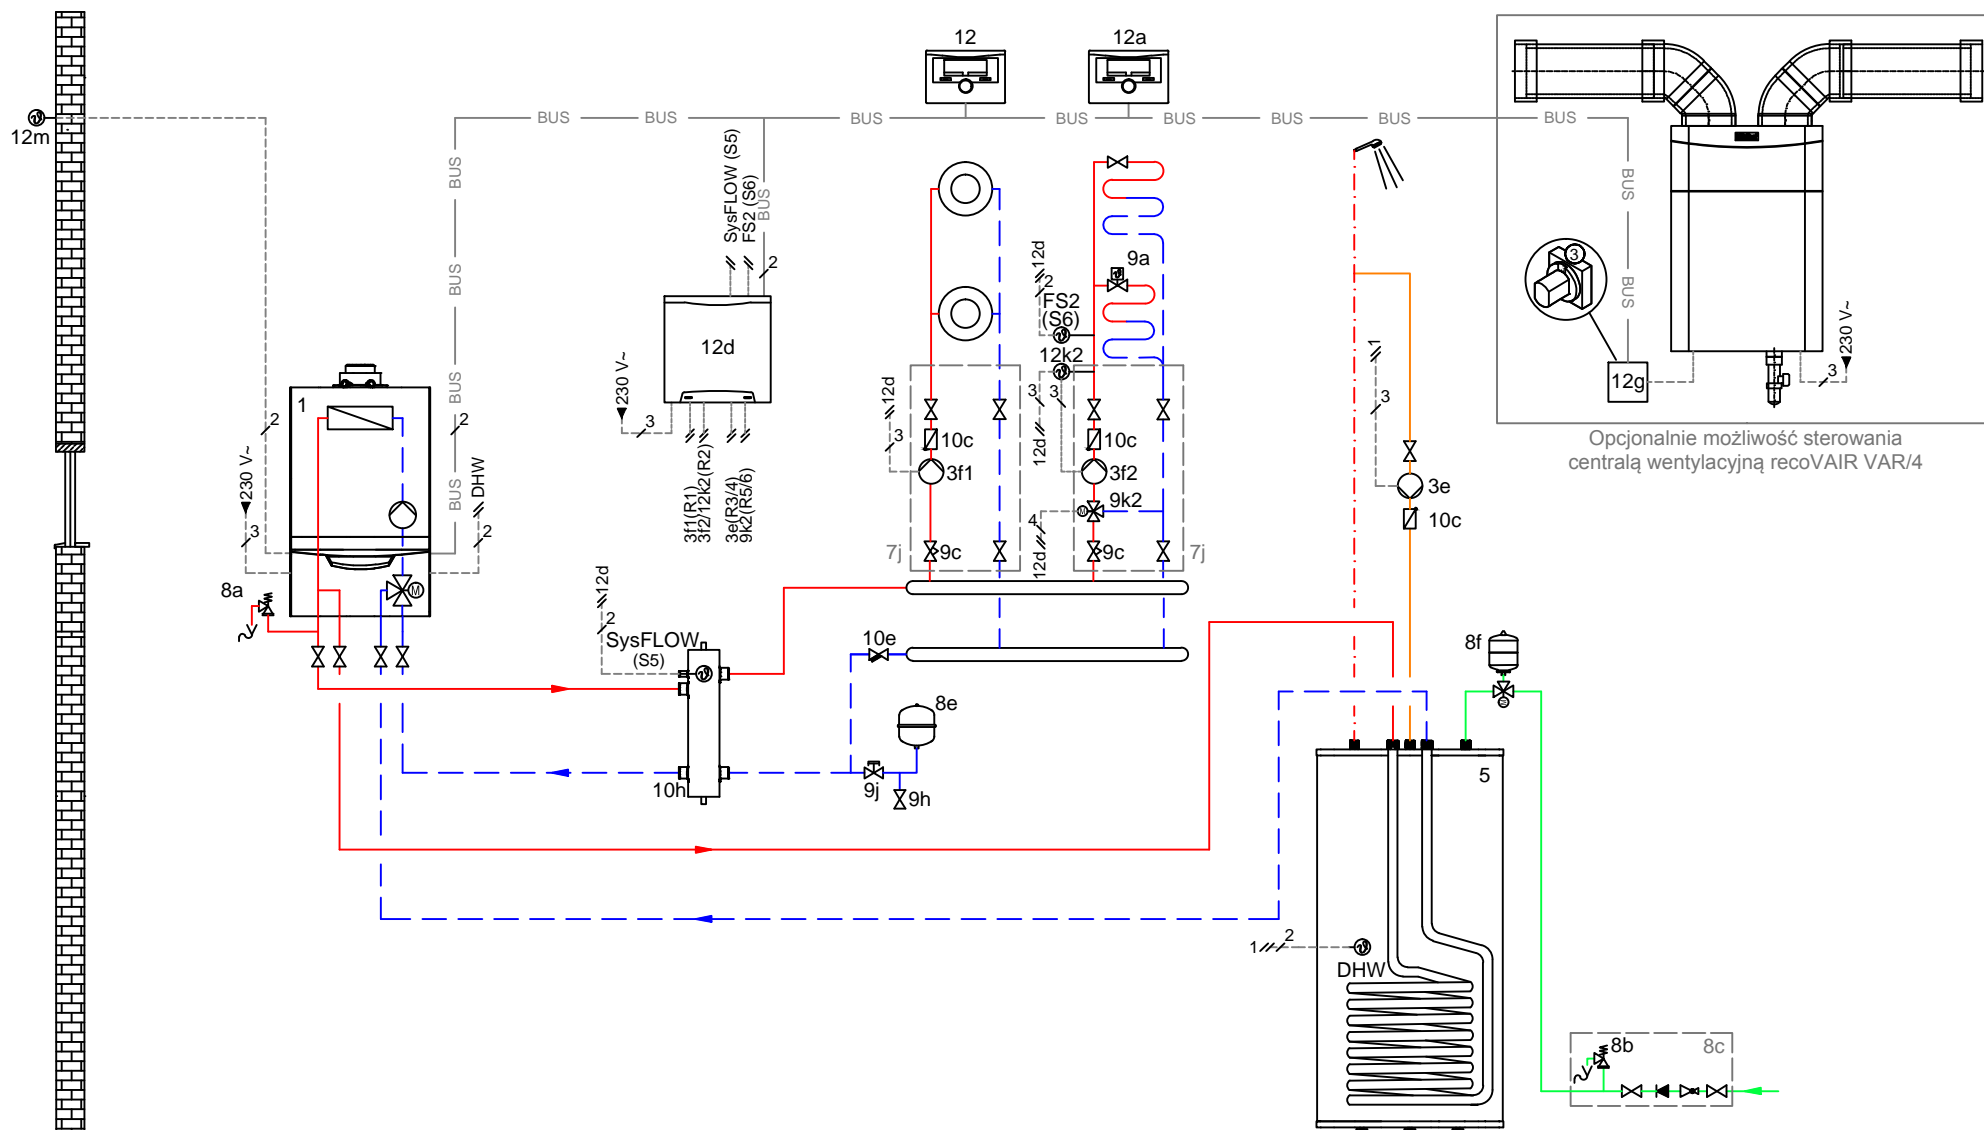 12
12a
BUS
BUS
BUS
BUS
BUS
BUS
BUS
BUS
12m
BUS
BUS
BUS
BUS
SysFLOW (S5)
FS2 (S6)
BUS
2
12d
230 V~
3
3f1(R1)
3f2/12k2(R2)
3e(R3/4)
9k2(R5/6)
12d
3
10c
3f1
9c
7j
12d
2
FS2
(S6)
9a
12k2
3
3
12d
10c
3f2
9k2
M
4
12d
9c
7j
1
3
3e
10c
BUS
BUS
3
12g
3
230 V~
Opcjonalnie możliwość sterowania
centralą wentylacyjną recoVAIR VAR/4
1
2
2
230 V~
3
DHW
2
M
8a
12d
2
SysFLOW
(S5)
10h
10e
8e
9j
9h
8f
M
5
1
2
DHW
8b
8c